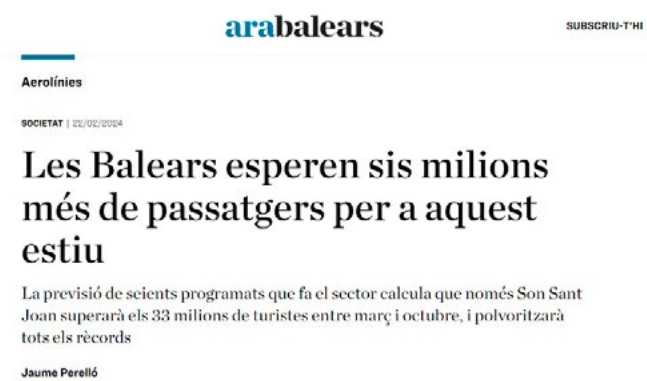 arabalears
SUBSCRIU-T'HI
Aerolínies
SOCIETAT | 22/02/2024
Les Balears esperen sis milions
més de passatgers per a aquest
estiu
La previsió de seients programats que fa el sector calcula que només Son Sant
Joan superarà els 33 milions de turistes entre març i octubre, i polvoritzarà
tots els rècords
Jaume Perelló